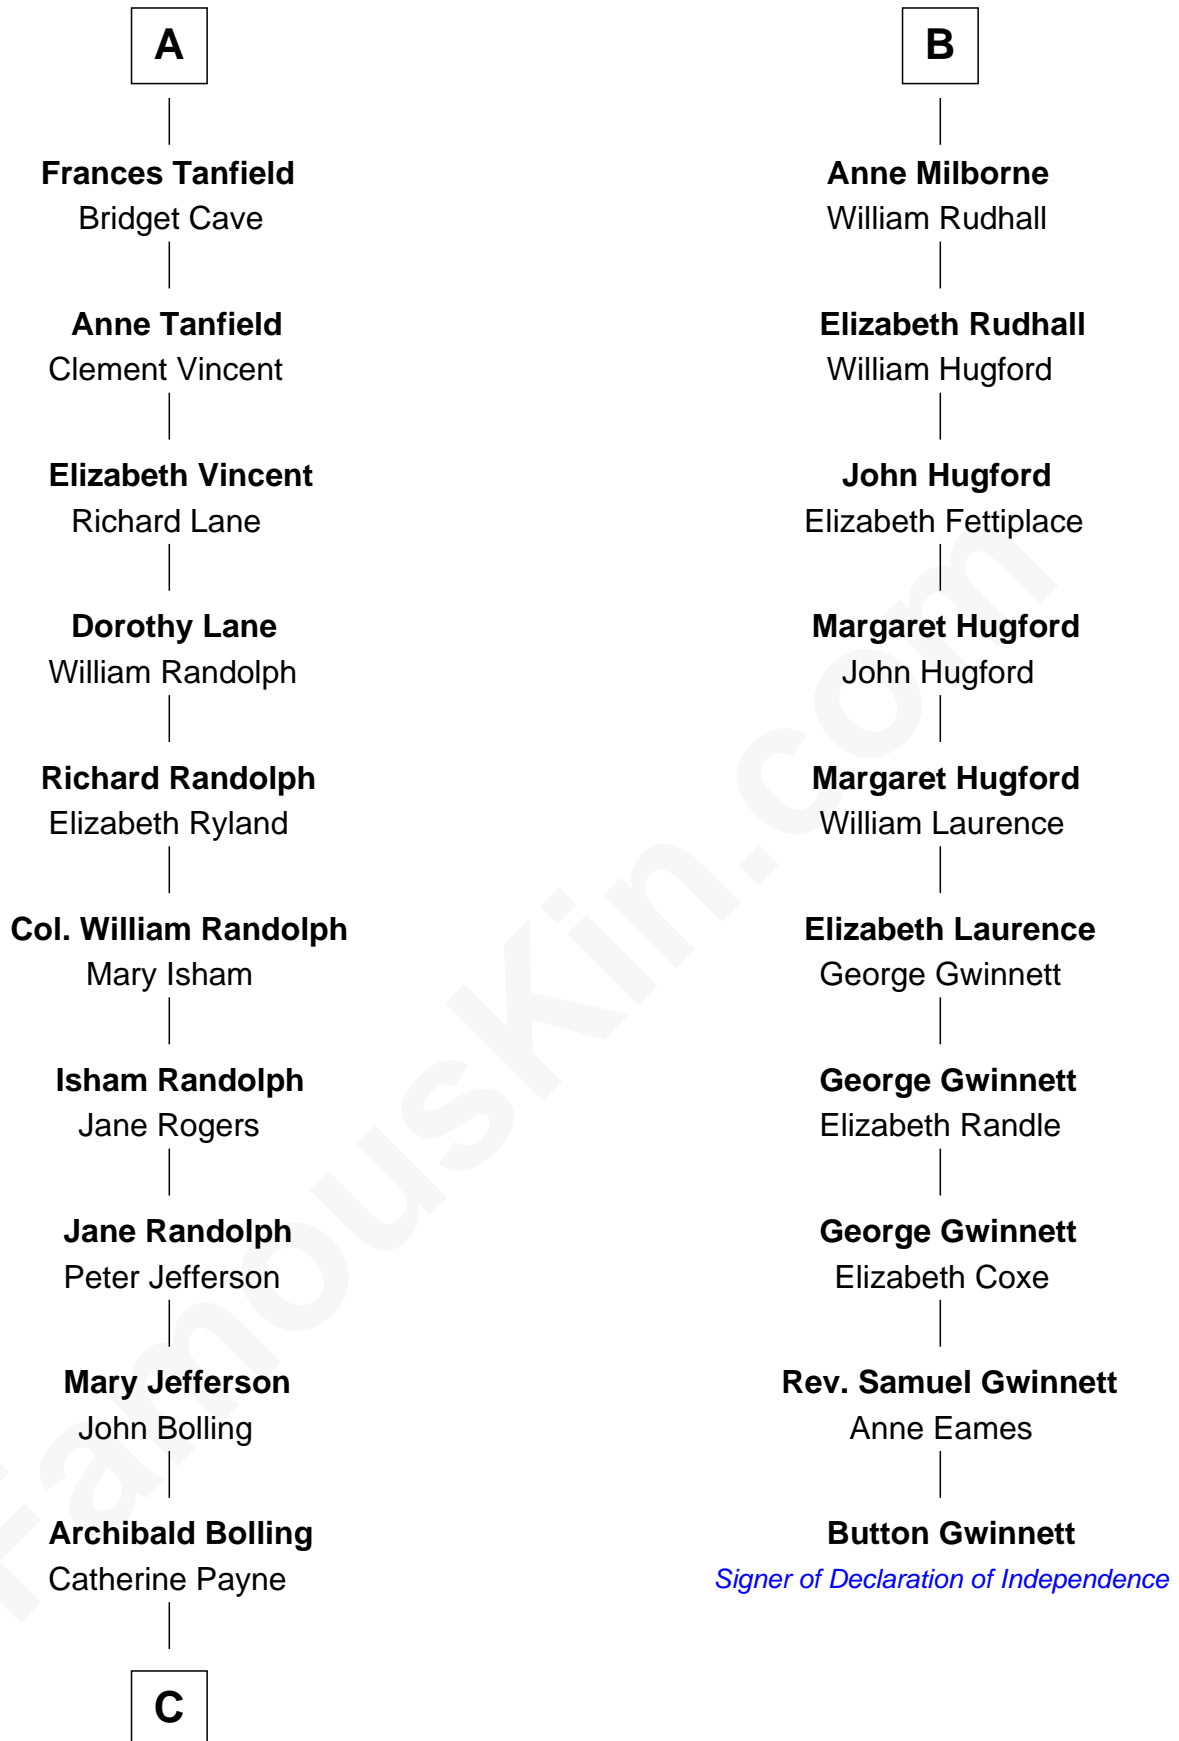 A
Frances Tanfield
Bridget Cave
Anne Tanfield
Clement Vincent
Elizabeth Vincent
Richard Lane
Dorothy Lane
William Randolph
Richard Randolph
Elizabeth Ryland
Col. William Randolph
Mary Isham
Isham Randolph
Jane Rogers
Jane Randolph
Peter Jefferson
Mary Jefferson
John Bolling
Archibald Bolling
Catherine Payne
C
B
Anne Milborne
William Rudhall
Elizabeth Rudhall
William Hugford
John Hugford
Elizabeth Fettiplace
Margaret Hugford
John Hugford
Margaret Hugford
William Laurence
Elizabeth Laurence
George Gwinnett
George Gwinnett
Elizabeth Randle
George Gwinnett
Elizabeth Coxe
Rev. Samuel Gwinnett
Anne Eames
Button Gwinnett
Signer of Declaration of Independence
FamousKin.com